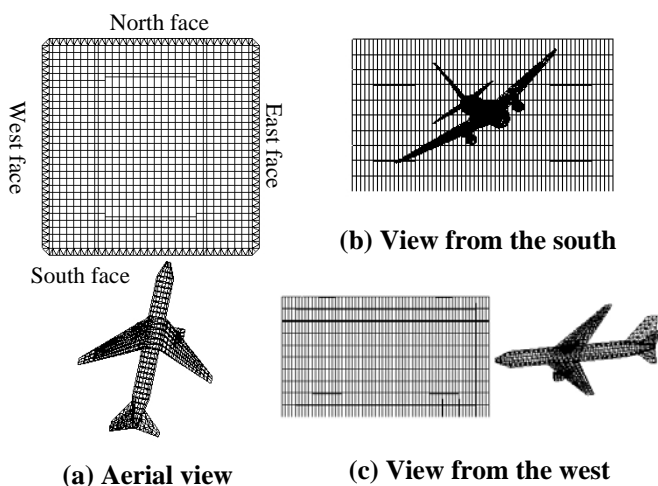 North face
West face
East face
South face
(a) Aerial view
(b) View from the south
(c) View from the west